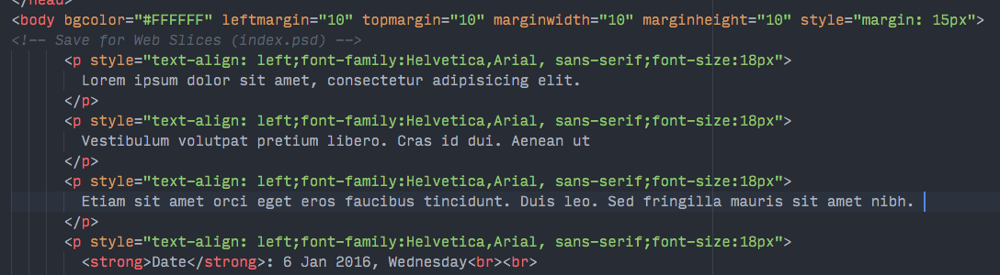 </head>
<body bgcolor="#FFFFFF" leftmargin="10" topmargin="10" marginwidth="10" marginheight="10" style="margin: 15px">
<!-- Save for Web Slices (index.psd) -->
<p style="text-align: left;font-family:Helvetica,Arial, sans-serif;font-size:18px">
Lorem ipsum dolor sit amet, consectetur adipisicing elit.
</p>
<p style="text-align: left;font-family:Helvetica,Arial, sans-serif;font-size:18px">
Vestibulum volutpat pretium libero. Cras id dui. Aenean ut
</p>
<p style="text-align: left;font-family:Helvetica,Arial, sans-serif;font-size:18px">
Etiam sit amet orci eget eros faucibus tincidunt. Duis leo. Sed fringilla mauris sit amet nibh.
</p>
<p style="text-align: left;font-family:Helvetica,Arial, sans-serif;font-size:18px">
<strong>Date</strong>: 6 Jan 2016, Wednesday<br><br>